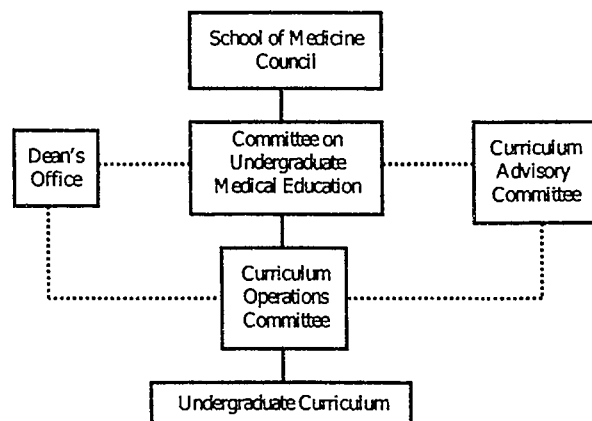 School of Medicine
Council
Dean's
Office
Committee on
Undergraduate
Medical Education
Curriculum
Advisory
Committee
Curriculum
Operations
Committee
Undergraduate Curriculum